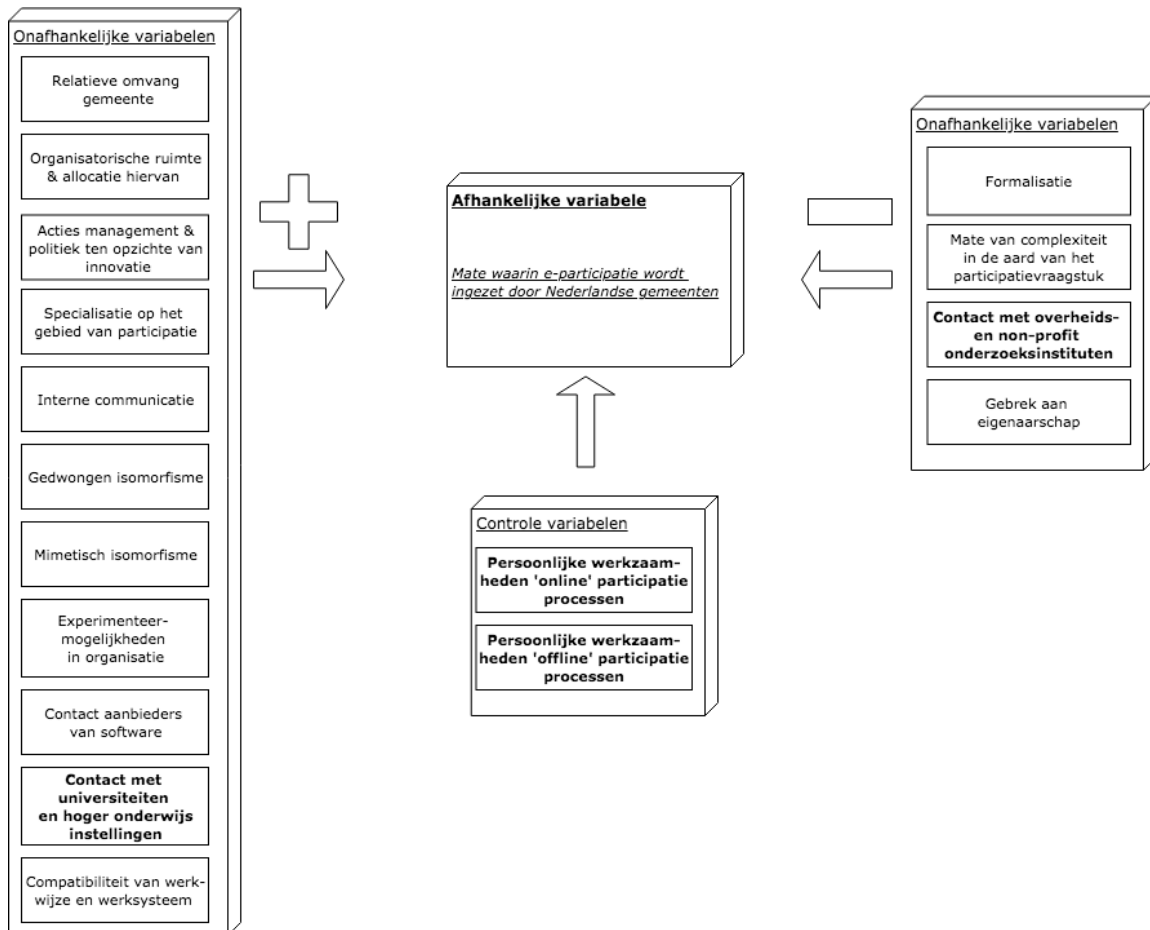 Onafhankelijke variabelen
Relatieve omvang
gemeente
Organisatorische ruimte
& allocatie hiervan
Acties management &
politiek ten opzichte van
innovatie
Specialisatie op het
gebied van participatie
Interne communicatie
Gedwongen isomorfisme
Mimetisch isomorfisme
Experimenteer-
mogelijkheden
in organisatie
Contact aanbieders
van software
Contact met
universiteiten
en hoger onderwijs
instellingen
Compatibiliteit van werk-
wijze en werksysteem
Afhankelijke variabele
Mate waarin e-participatie wordt
ingezet door Nederlandse gemeenten
Controle variabelen
Persoonlijke werkzaam-
heden 'online' participatie
processen
Persoonlijke werkzaam-
heden 'offline' participatie
processen
Onafhankelijke variabelen
Formalisatie
Mate van complexiteit
in de aard van het
participatievraagstuk
Contact met overheids-
en non-profit
onderzoeksinstituten
Gebrek aan
eigenaarschap